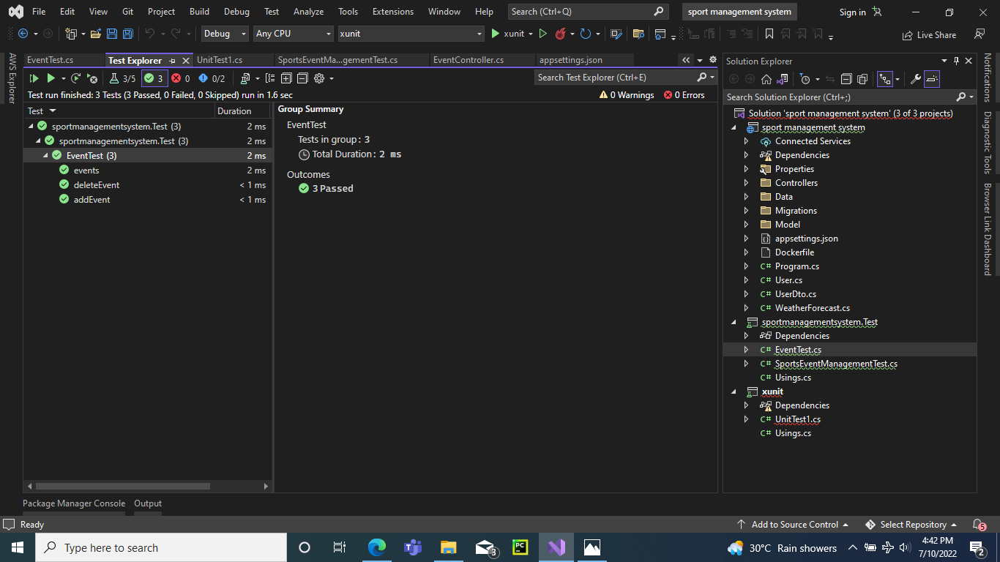 File Edit View Git Project Build Debug Test Analyze Tools Extensions Window Help Search (Ctrl+Q) sport management system Sign in
Debug Any CPU xunit xunit Live Share
AWS Explorer
EventTest.cs Test Explorer UnitTest1.cs SportsEventMa...gementTest.cs EventController.cs appsettings.json
3/5 3 0 0/2 Search Test Explorer (Ctrl+E)
Test run finished: 3 Tests (3 Passed, 0 Failed, 0 Skipped) run in 1.6 sec 0 Warnings 0 Errors
Test Duration
sportmanagementsystem.Test (3) 2 ms
sportmanagementsystem.Test (3) 2 ms
EventTest (3) 2 ms
events 2 ms
deleteEvent < 1 ms
addEvent < 1 ms
Group Summary
EventTest
Tests in group: 3
Total Duration: 2 ms
Outcomes
3 Passed
Solution Explorer
Search Solution Explorer (Ctrl+;)
Solution 'sport management system' (3 of 3 projects)
sport management system
Connected Services
Dependencies
Properties
Controllers
Data
Migrations
Model
appsettings.json
Dockerfile
C# Program.cs
C# User.cs
C# UserDto.cs
C# WeatherForecast.cs
sportmanagementsystem.Test
Dependencies
C# EventTest.cs
C# SportsEventManagementTest.cs
C# Usings.cs
xunit
Dependencies
C# UnitTest1.cs
C# Usings.cs
Notifications
Diagnostic Tools
Browser Link Dashboard
Package Manager Console Output
Ready Add to Source Control Select Repository 5
Type here to search 3 PC 30°C Rain showers 4:42 PM
7/10/2022 2